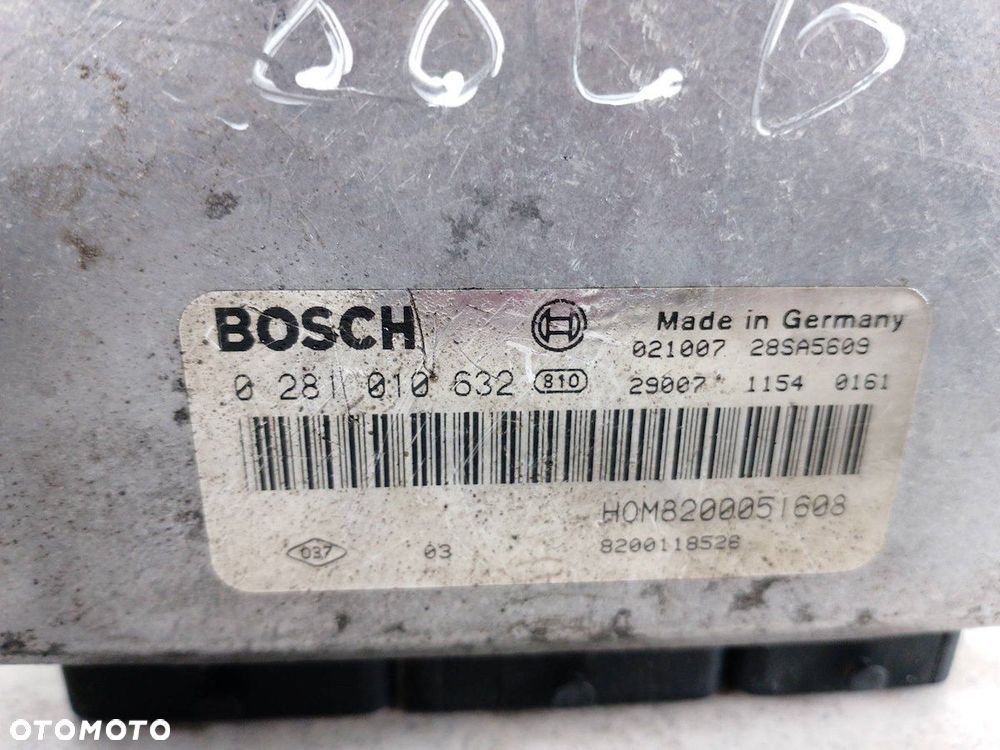 BOSCH
Made in Germany
021007 28SA5609
0 281 010 632 810
29007 1154 0161
HOM8200051608
037 03 8200118528
OTOMOTO